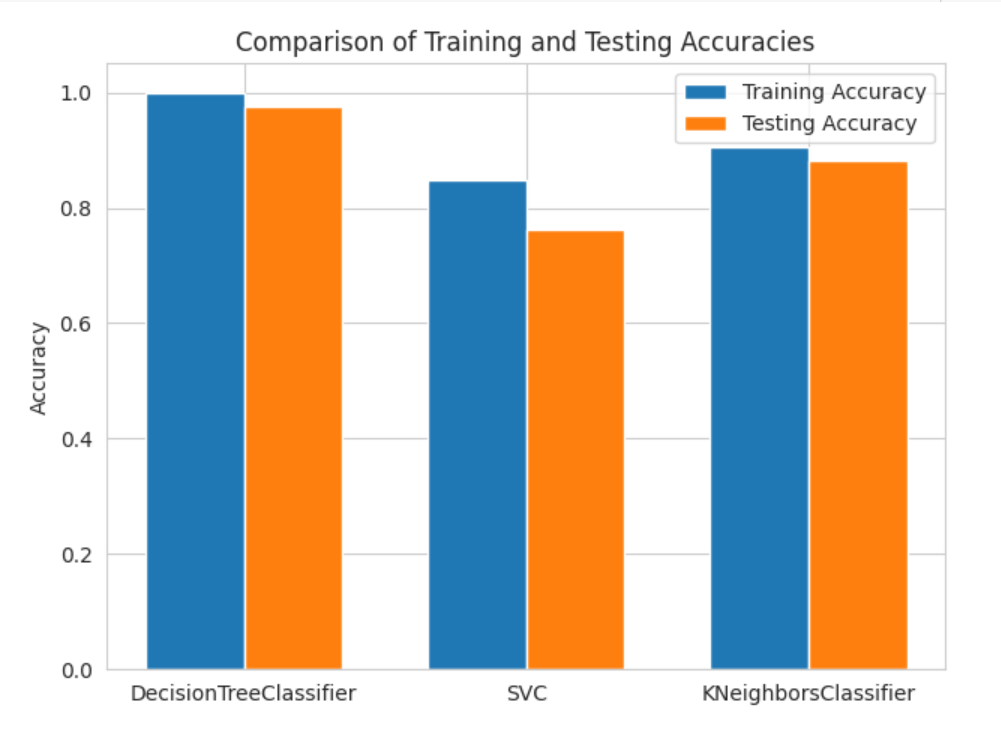 Comparison of Training and Testing Accuracies
Training Accuracy
Testing Accuracy
Accuracy
1.0
0.8
0.6
0.4
0.2
0.0
DecisionTreeClassifier
SVC
KNeighborsClassifier